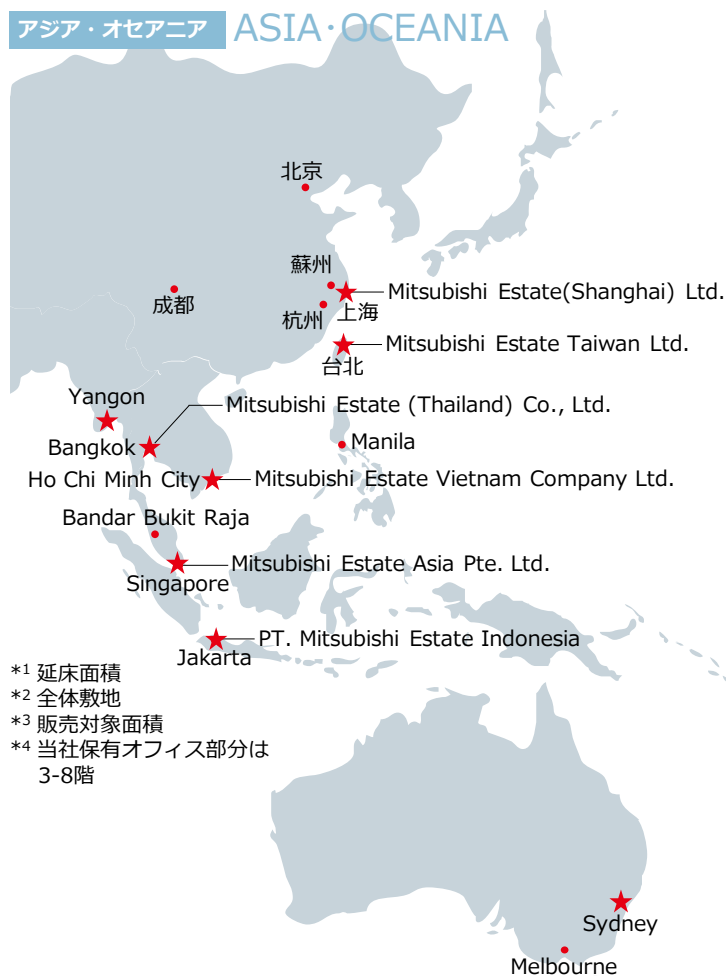 アジア・オセアニア ASIA・OCEANIA
北京
蘇州
Mitsubishi Estate(Shanghai) Ltd.
成都
杭州 上海
Mitsubishi Estate Taiwan Ltd.
台北
Yangon
Mitsubishi Estate (Thailand) Co., Ltd.
Bangkok
Manila
Ho Chi Minh City
Mitsubishi Estate Vietnam Company Ltd.
Bandar Bukit Raja
Mitsubishi Estate Asia Pte. Ltd.
Singapore
PT. Mitsubishi Estate Indonesia
Jakarta
*1 延床面積
*2 全体敷地
*3 販売対象面積
*4 当社保有オフィス部分は
3-8階
Sydney
Melbourne